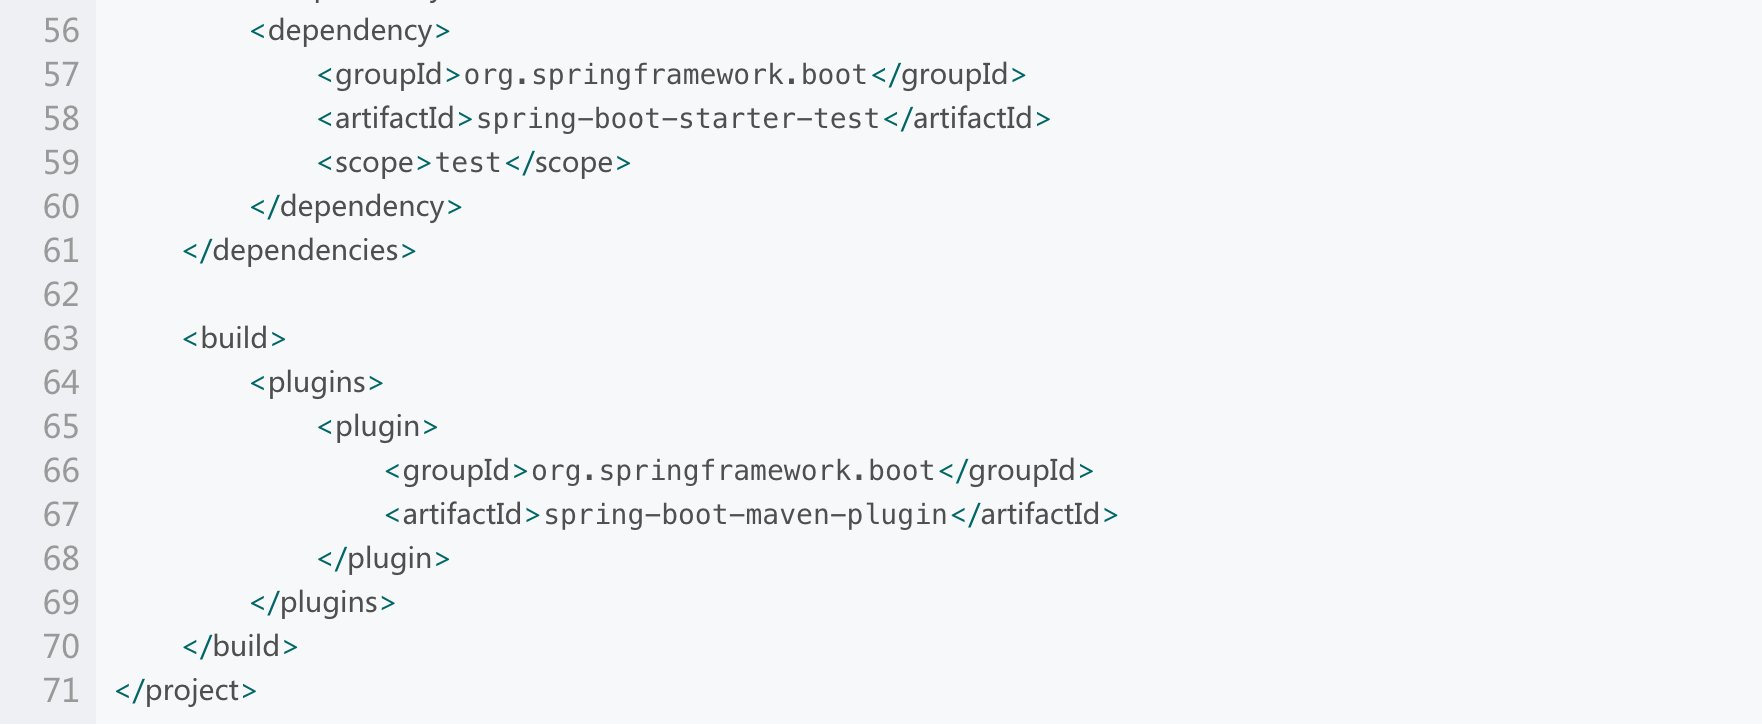 56 <dependency>
57 <groupId>org.springframework.boot</groupId>
58 <artifactId>spring-boot-starter-test</artifactId>
59 <scope>test</scope>
60 </dependency>
61 </dependencies>
62
63 <build>
64 <plugins>
65 <plugin>
66 <groupId>org.springframework.boot</groupId>
67 <artifactId>spring-boot-maven-plugin</artifactId>
68 </plugin>
69 </plugins>
70 </build>
71 </project>